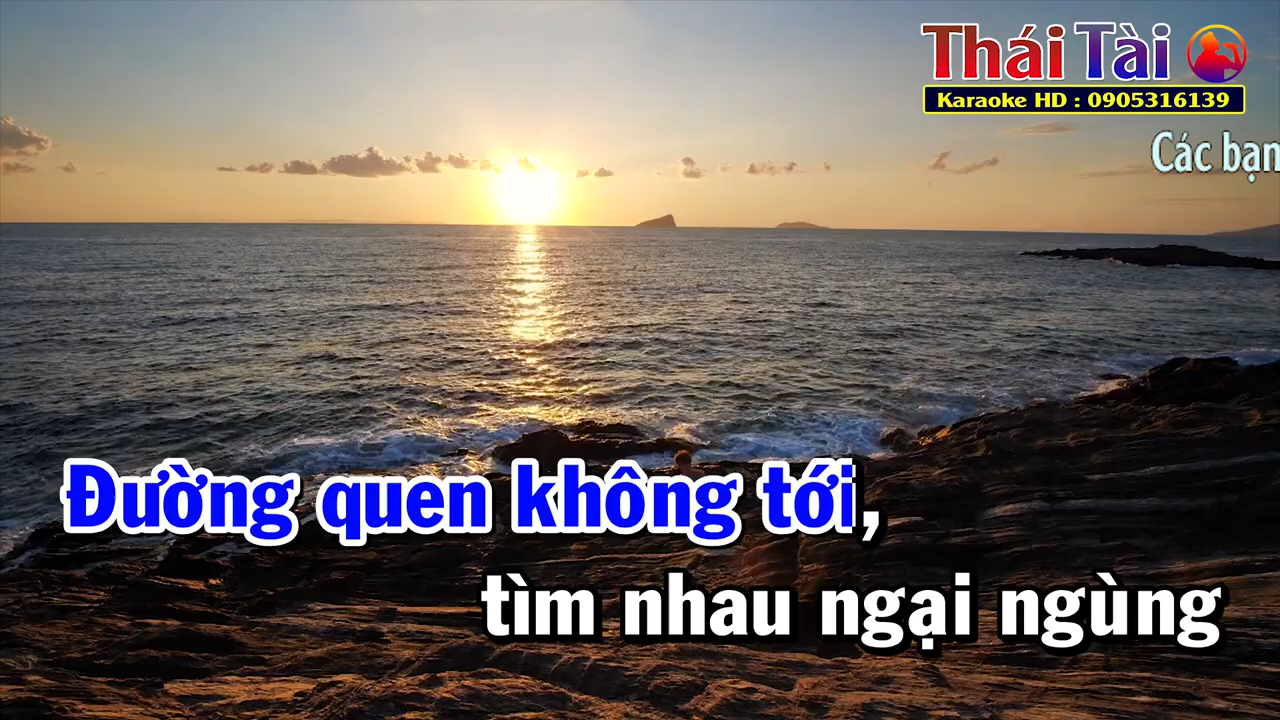 Thái Tài
Karaoke HD : 0905316139
Các bạn
Đường quen không tới,
tìm nhau ngại ngùng